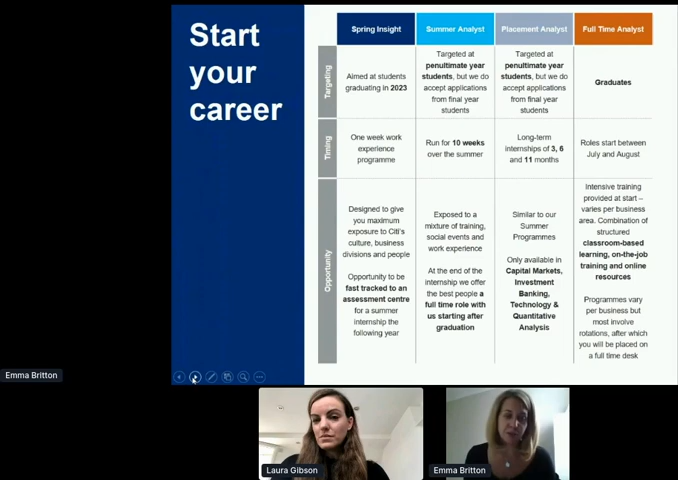 Start
your
career
Spring Insight
Summer Analyst
Placement Analyst
Full Time Analyst
Targeting
Aimed at students
graduating in 2023
Targeted at
penultimate year
students, but we do
accept applications
from final year
students
Targeted at
penultimate year
students, but we do
accept applications
from final year
students
Graduates
Timing
One week work
experience
programme
Run for 10 weeks
over the summer
Long-term
internships of 3, 6
and 11 months
Roles start between
July and August
Opportunity
Designed to give
you maximum
exposure to Citi's
culture, business
divisions and people
Opportunity to be
fast tracked to an
assessment centre
for a summer
internship the
following year
Exposed to a
mixture of training,
social events and
work experience
At the end of the
internship we offer
the best people a
full time role with
us starting after
graduation
Similar to our
Summer
Programmes
Only available in
Capital Markets,
Investment
Banking,
Technology &
Quantitative
Analysis
Intensive training
provided at start –
varies per business
area. Combination of
structured
classroom-based
learning, on-the-job
training and online
resources
Programmes vary
per business but
most involve
rotations, after which
you will be placed on
a full time desk
Emma Britton
Laura Gibson
Emma Britton